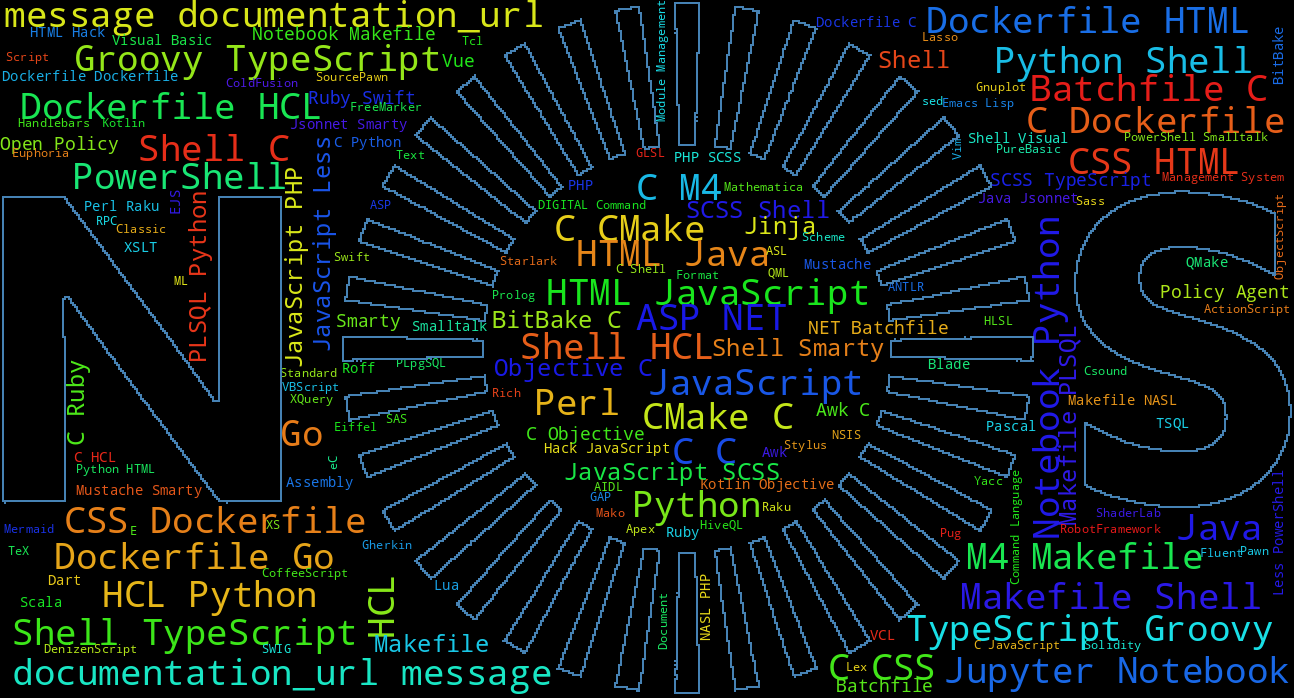 message documentation_url
HTML Hack
Visual Basic
Notebook Makefile
Tcl
Script
Groovy TypeScript
Vue
Dockerfile Dockerfile
ColdFusion
SourcePawn
Dockerfile HCL
Ruby Swift
FreeMarker
Handlebars Kotlin
Jsonnet Smarty
Open Policy
Euphoria
Shell C
C Python
Text
PowerShell
Perl Raku
EJS
RPC
Classic
XSLT
ML
PLSQL Python
JavaScript PHP
JavaScript Less
ASP
Swift
Module Management
GLSL
PHP SCSS
PHP
C M4
Mathematica
DIGITAL Command
SCSS Shell
C CMake
Jinja
Scheme
HTML Java
ASL
Starlark
C Shell
Format
QML
Mustache
Prolog
HTML JavaScript
ANTLR
Smarty
Smalltalk
BitBake C
ASP NET
NET Batchfile
HLSL
Shell HCL
Shell Smarty
Roff
PLpgSQL
Objective C
Blade
Standard
VBScript
XQuery
JavaScript
Rich
Perl
CMake C
Awk C
Eiffel
SAS
C Objective
NSIS
Hack JavaScript
C C
Awk
Stylus
Pascal
Go
eC
Assembly
JavaScript SCSS
AIDL
Kotlin Objective
GAP
Python
Raku
Mako
Apex
Ruby
HiveQL
Yacc
Command Language
Pug
Gherkin
Lua
Dockerfile C
Dockerfile HTML
Lasso
BitBake
Shell
Python Shell
Gnuplot
Batchfile C
sed
Emacs Lisp
C Dockerfile
Vim
Shell Visual
PowerShell Smalltalk
PureBasic
CSS HTML
SCSS TypeScript
Management System
Java Jsonnet
Sass
ObjectScript
Notebook Python
QMake
Policy Agent
ActionScript
Makefile PLSQL
Csound
Makefile NASL
TSQL
Less PowerShell
ShaderLab
RobotFramework
Java
M4 Makefile
Fluent
Pawn
Makefile Shell
VCL
TypeScript Groovy
C JavaScript
Solidity
C CSS
Lex
Jupyter Notebook
Batchfile
C Ruby
C HCL
Python HTML
Mustache Smarty
Mermaid
CSS Dockerfile
E
XS
TeX
Dockerfile Go
CoffeeScript
Dart
HCL Python
Scala
HCL
Shell TypeScript
DenizenScript
SWIG
Makefile
documentation_url message
Document
NASL PHP